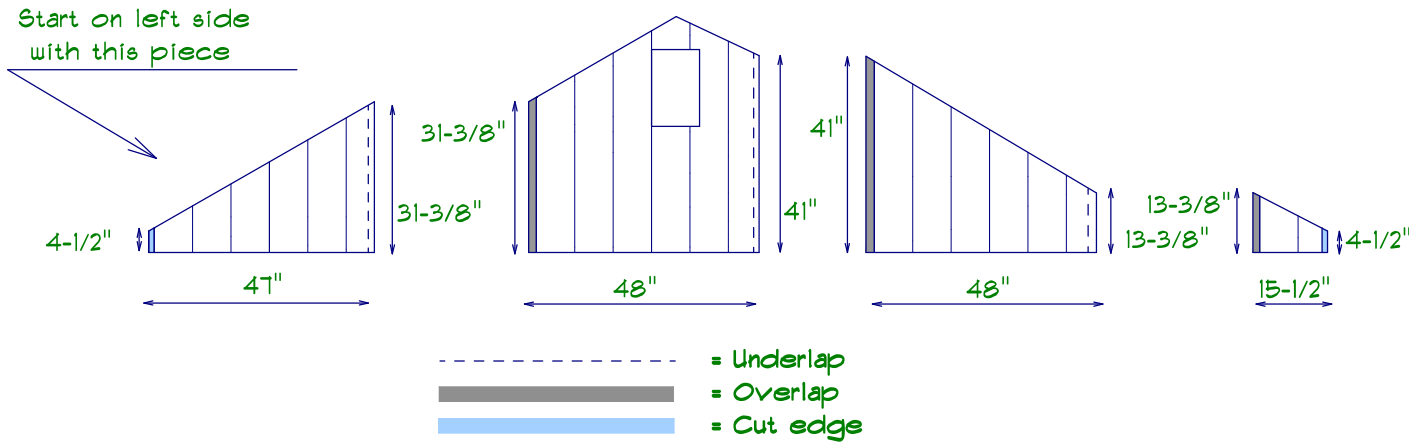 Start on left side
with this piece
4-1/2"
47"
31-3/8"
31-3/8"
48"
41"
41"
48"
13-3/8"
13-3/8"
15-1/2"
4-1/2"
= Underlap
= Overlap
= Cut edge